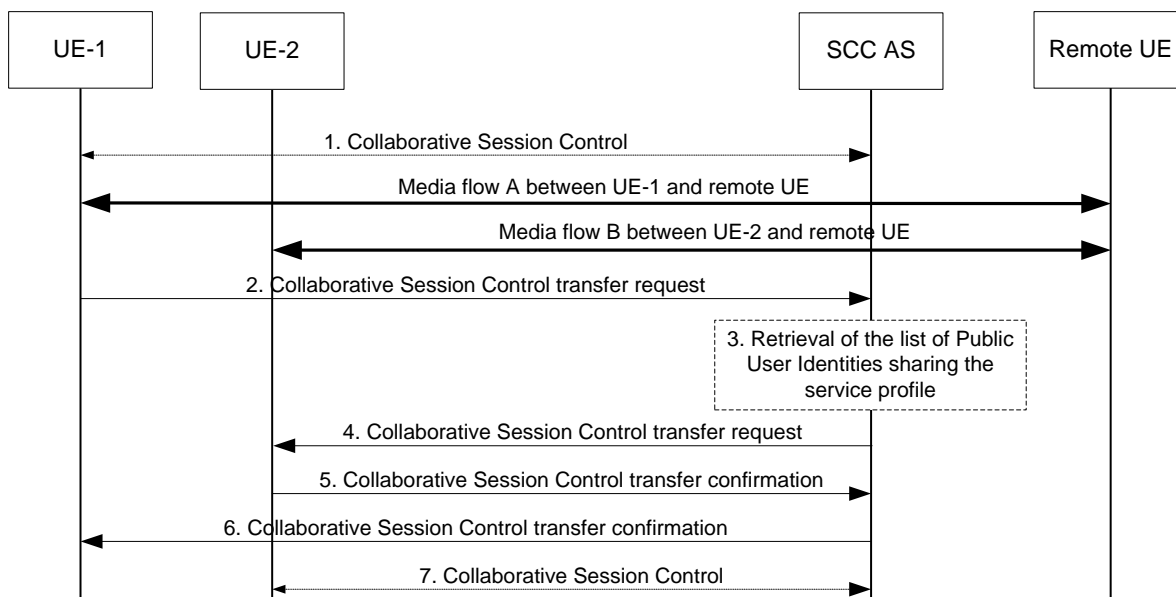 UE-1
UE-2
SCC AS
Remote UE
1. Collaborative Session Control
Media flow A between UE-1 and remote UE
Media flow B between UE-2 and remote UE
2. Collaborative Session Control transfer request
3. Retrieval of the list of Public
User Identities sharing the
service profile
4. Collaborative Session Control transfer request
5. Collaborative Session Control transfer confirmation
6. Collaborative Session Control transfer confirmation
7. Collaborative Session Control